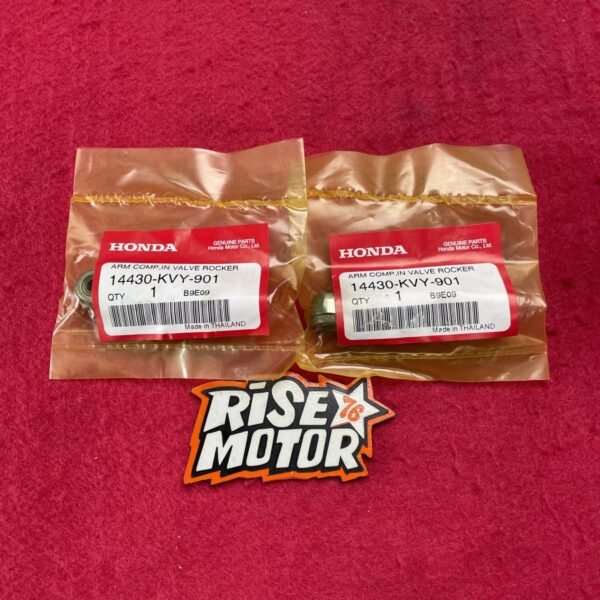 HONDA
GENUINE PARTS
Honda Motor Co., Ltd.
ARM COMP,IN VALVE ROCKER
14430-KVY-901
QTY 1 B9E09
Made in THAILAND
HONDA
GENUINE PARTS
Honda Motor Co., Ltd.
ARM COMP,IN VALVE ROCKER
14430-KVY-901
QTY 1 B9E09
Made in THAILAND
RiSE 76
MOTOR